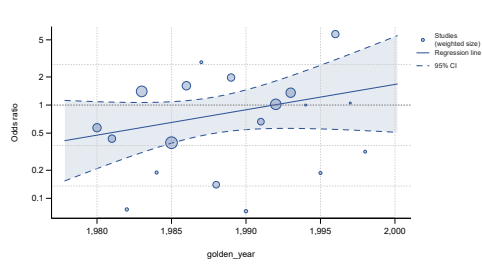 5
2
1
0.5
0.2
0.1
Odds ratio
1,980
1,985
1,990
1,995
2,000
golden_year
Studies
(weighted size)
Regression line
95% CI